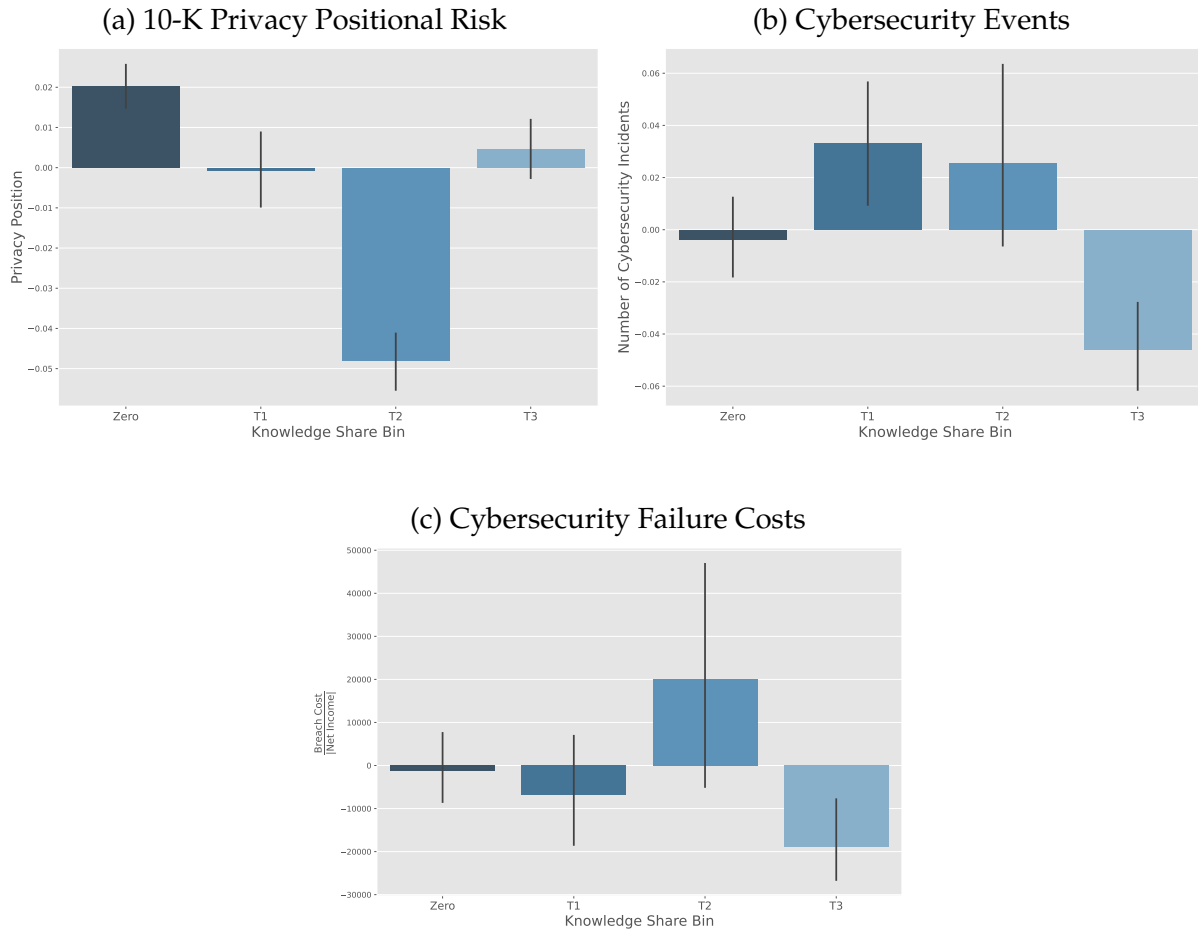 (a) 10-K Privacy Positional Risk
0.02
0.01
0.00
−0.01
−0.02
−0.03
−0.04
−0.05
Privacy Position
Zero T1 T2 T3
Knowledge Share Bin
(b) Cybersecurity Events
0.06
0.04
0.02
0.00
−0.02
−0.04
−0.06
Number of Cybersecurity Incidents
Zero T1 T2 T3
Knowledge Share Bin
(c) Cybersecurity Failure Costs
50000
40000
30000
20000
10000
0
−10000
−20000
−30000
Breach Cost
|Net Income|
Zero T1 T2 T3
Knowledge Share Bin